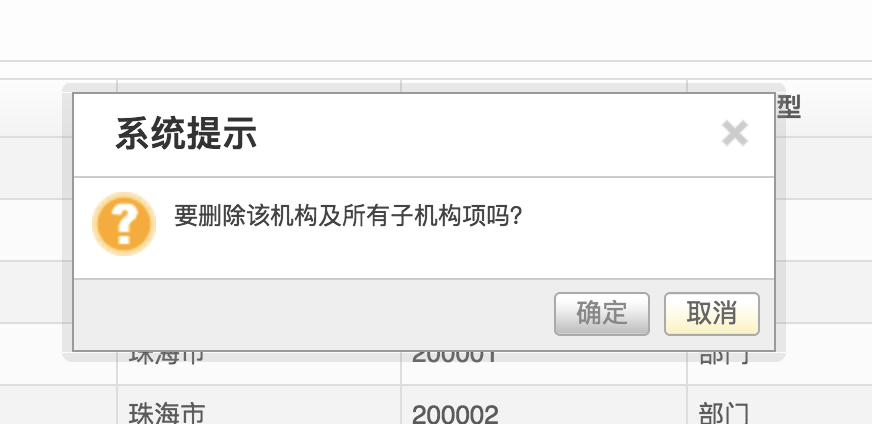 型
系统提示
要删除该机构及所有子机构项吗?
确定 取消
珠海市 200001 部门
珠海市 200002 部门